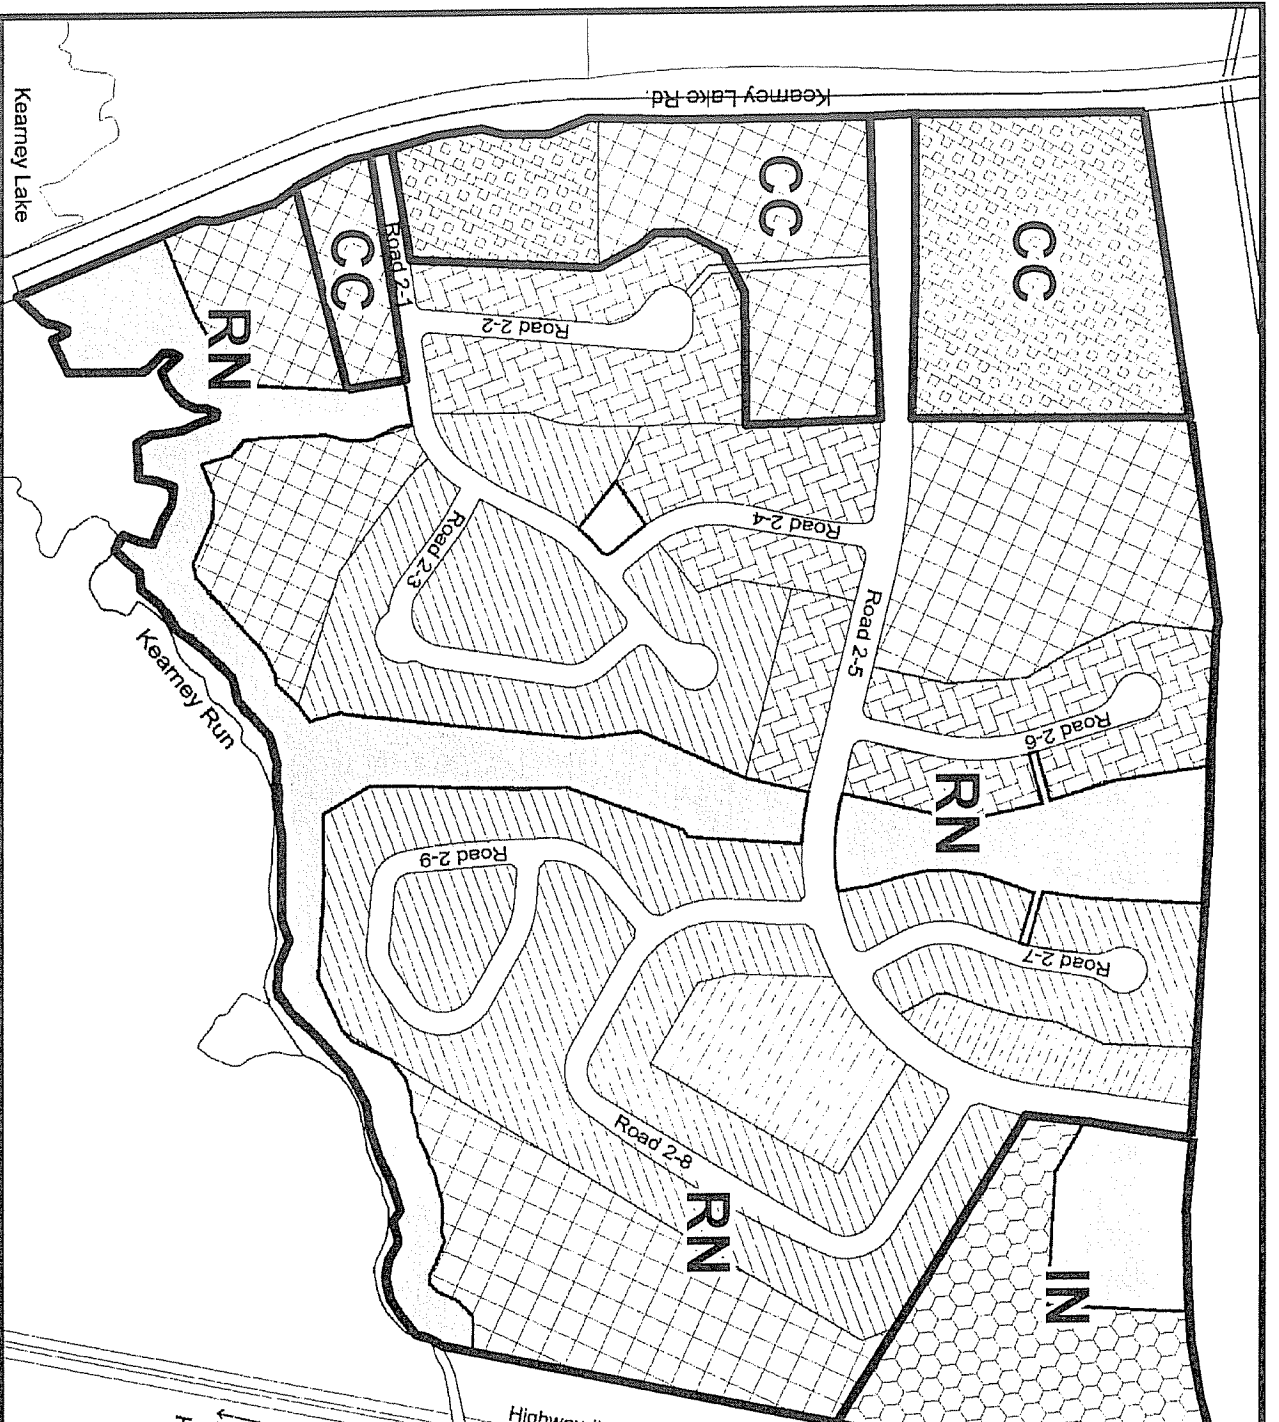 Kearney Lake Rd.
Kearney Lake
CC
CC
CC
Road 2-1
RN
Road 2-2
Road 2-4
Road 2-3
Road 2-5
Kearney Run
Road 2-6
RN
Road 2-9
Road 2-7
Road 2-8
RN
IN